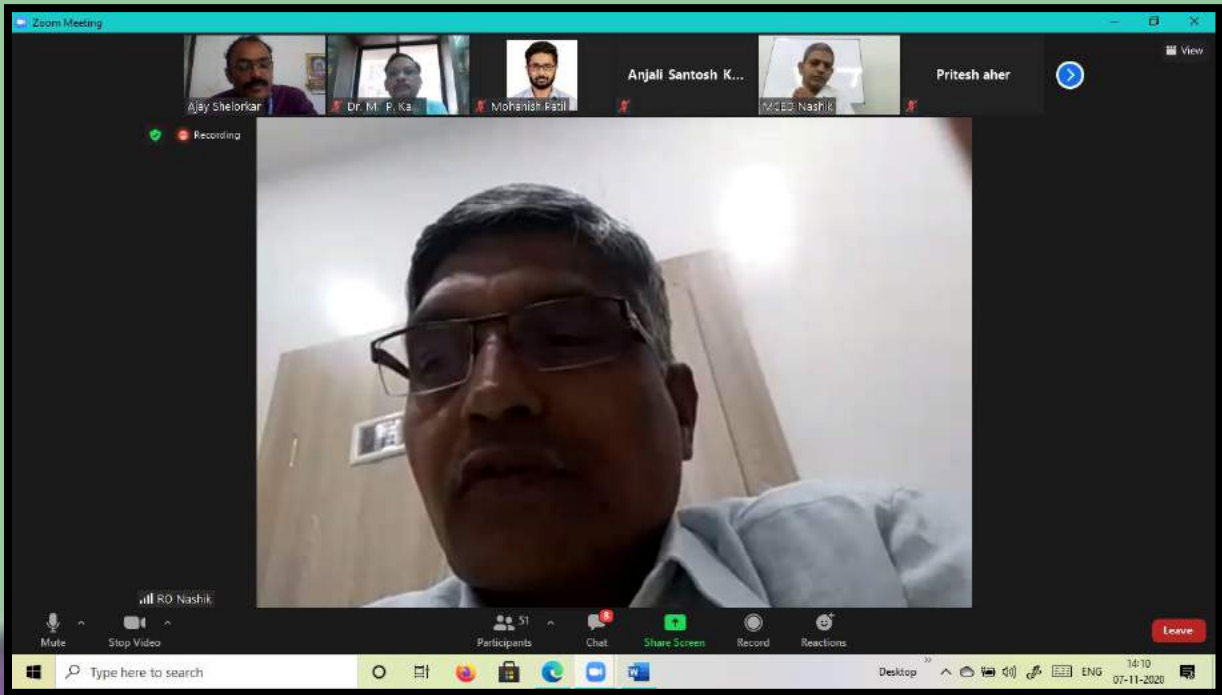 Zoom Meeting
View
Ajay Shelorkar
Dr. M. P. Ka...
Mohanish Patil
Anjali Santosh K...
MCED Nashik
Pritesh aher
Recording
RO Nashik
Mute
Stop Video
51
Participants
8
Chat
Share Screen
Record
Reactions
Leave
Type here to search
Desktop
ENG
14:10
07-11-2020